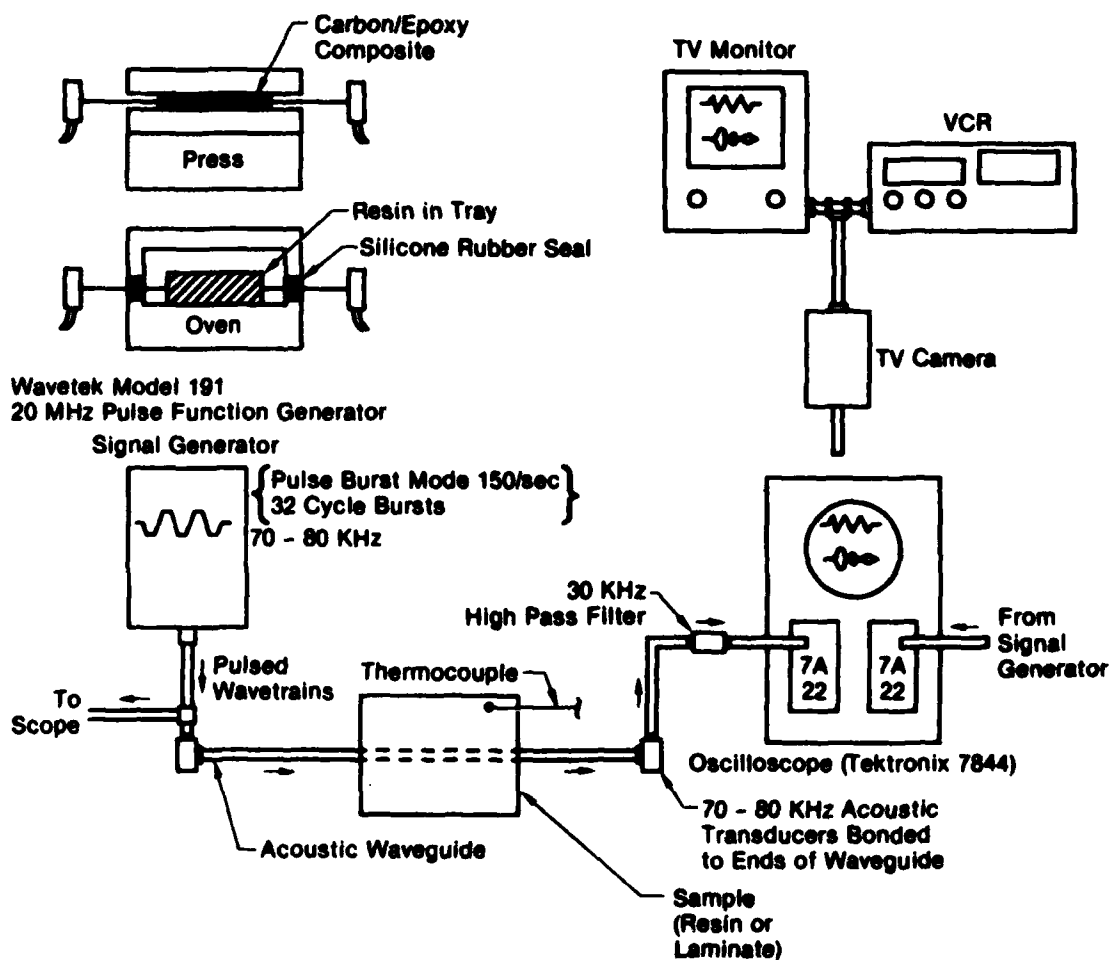 Carbon/Epoxy
Composite
Press
Resin in Tray
Silicone Rubber Seal
Oven
TV Monitor
VCR
TV Camera
Wavetek Model 191
20 MHz Pulse Function Generator
Signal Generator
Pulse Burst Mode 150/sec
32 Cycle Bursts
70 - 80 KHz
Pulsed
Wavetrains
To
Scope
Thermocouple
30 KHz
High Pass Filter
7A
22
7A
22
From
Signal
Generator
Oscilloscope (Tektronix 7844)
Acoustic Waveguide
70 - 80 KHz Acoustic
Transducers Bonded
to Ends of Waveguide
Sample
(Resin or
Laminate)